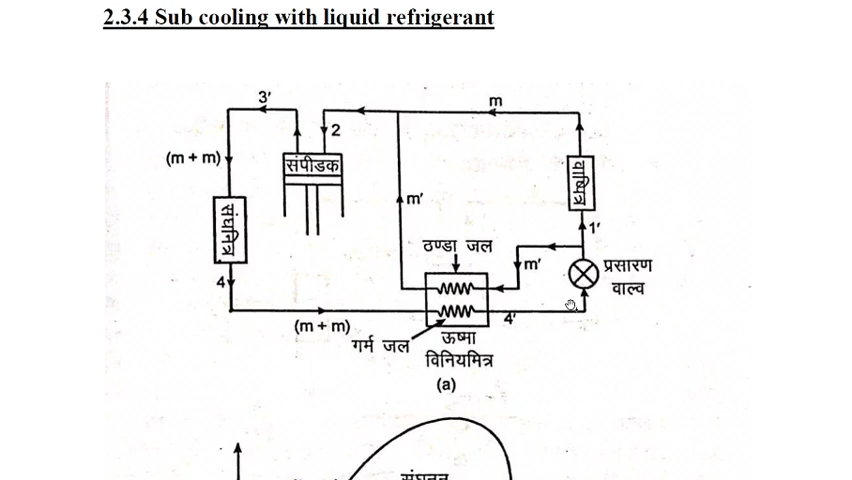 2.3.4 Sub cooling with liquid refrigerant
3′
m
2
(m + m)
संपीडक
संघनित्र
वाष्पित्र
m′
1′
ठण्डा जल
m′
प्रसारण
वाल्व
4
(m + m)
4′
गर्म जल
ऊष्मा
विनियमित्र
(a)
संघनन